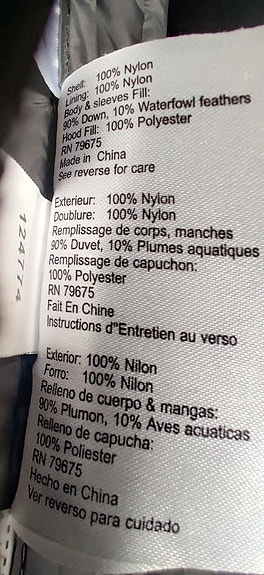 Shell: 100% Nylon
Lining: 100% Nylon
Body & sleeves Fill:
90% Down, 10% Waterfowl feathers
Hood Fill: 100% Polyester
RN 79675
Made in China
See reverse for care
Exterieur: 100% Nylon
Doublure: 100% Nylon
Remplissage de corps, manches
90% Duvet, 10% Plumes aquatiques
Remplissage de capuchon:
100% Polyester
RN 79675
Fait En Chine
Instructions d"Entretien au verso
Exterior: 100% Nilon
Forro: 100% Nilon
Relleno de cuerpo & mangas:
90% Plumon, 10% Aves acuaticas
Relleno de capucha:
100% Poliester
RN 79675
Hecho en China
Ver reverso para cuidado
124774